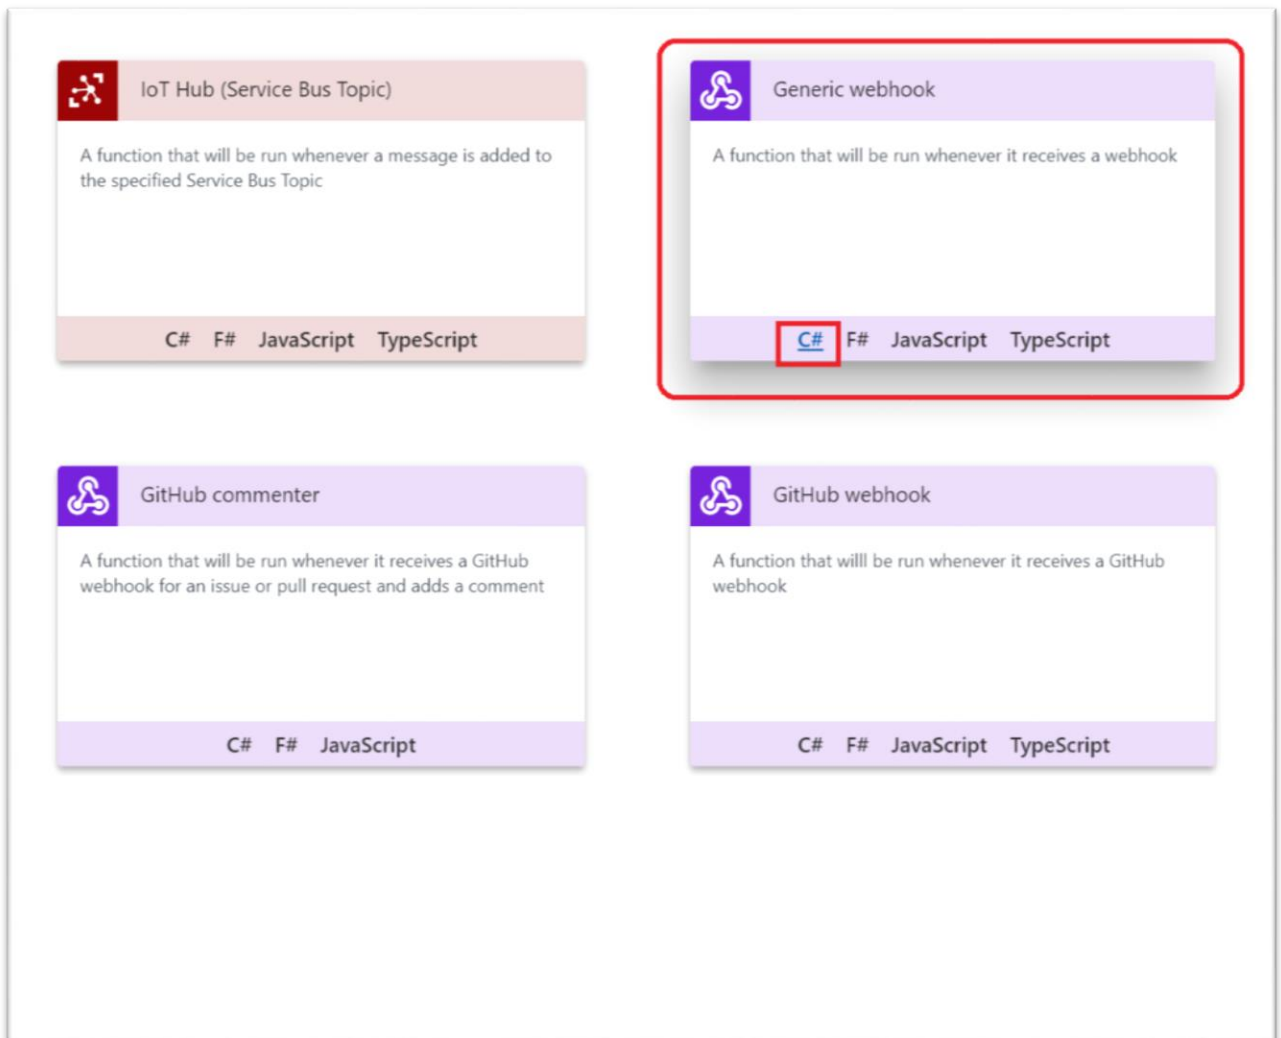 IoT Hub (Service Bus Topic)
A function that will be run whenever a message is added to
the specified Service Bus Topic
C# F# JavaScript TypeScript
Generic webhook
A function that will be run whenever it receives a webhook
C# F# JavaScript TypeScript
GitHub commenter
A function that will be run whenever it receives a GitHub
webhook for an issue or pull request and adds a comment
C# F# JavaScript
GitHub webhook
A function that willl be run whenever it receives a GitHub
webhook
C# F# JavaScript TypeScript